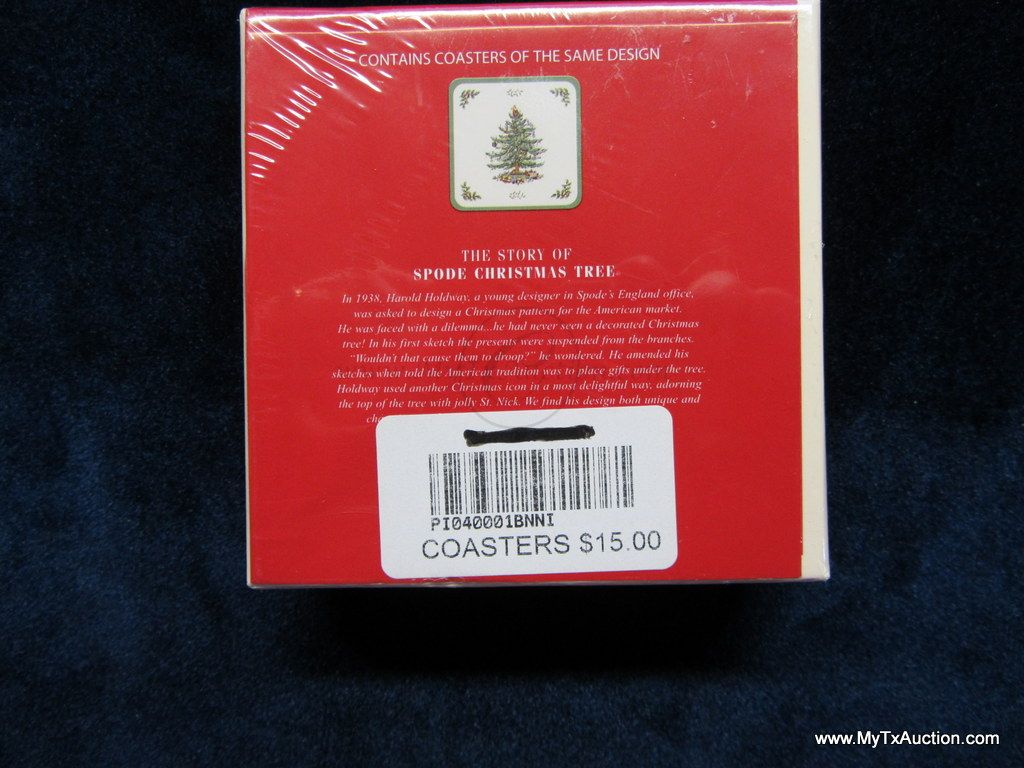 CONTAINS COASTERS OF THE SAME DESIGN
THE STORY OF
SPODE CHRISTMAS TREE
In 1938, Harold Holdway, a young designer in Spode's England office,
was asked to design a Christmas pattern for the American market.
He was faced with a dilemma...he had never seen a decorated Christmas
tree! In his first sketch the presents were suspended from the branches.
"Wouldn't that cause them to droop?" he wondered. He amended his
sketches when told the American tradition was to place gifts under the tree.
Holdway used another Christmas icon in a most delightful way, adorning
the top of the tree with jolly St. Nick. We find his design both unique and
PI040001BNNI
COASTERS $15.00
www.MyTxAuction.com